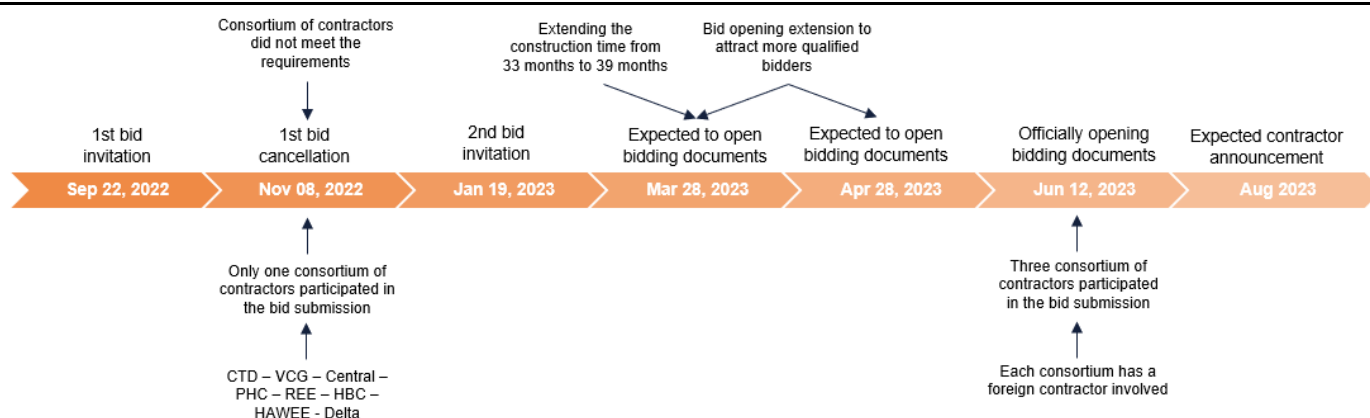 Consortium of contractors
did not meet the
requirements
Extending the
construction time from
33 months to 39 months
Bid opening extension to
attract more qualified
bidders
1st bid
invitation
1st bid
cancellation
2nd bid
invitation
Expected to open
bidding documents
Expected to open
bidding documents
Officially opening
bidding documents
Expected contractor
announcement
Sep 22, 2022
Nov 08, 2022
Jan 19, 2023
Mar 28, 2023
Apr 28, 2023
Jun 12, 2023
Aug 2023
Only one consortium of
contractors participated in
the bid submission
Three consortium of
contractors participated
in the bid submission
CTD – VCG – Central –
PHC – REE – HBC –
HAWEE - Delta
Each consortium has a
foreign contractor involved